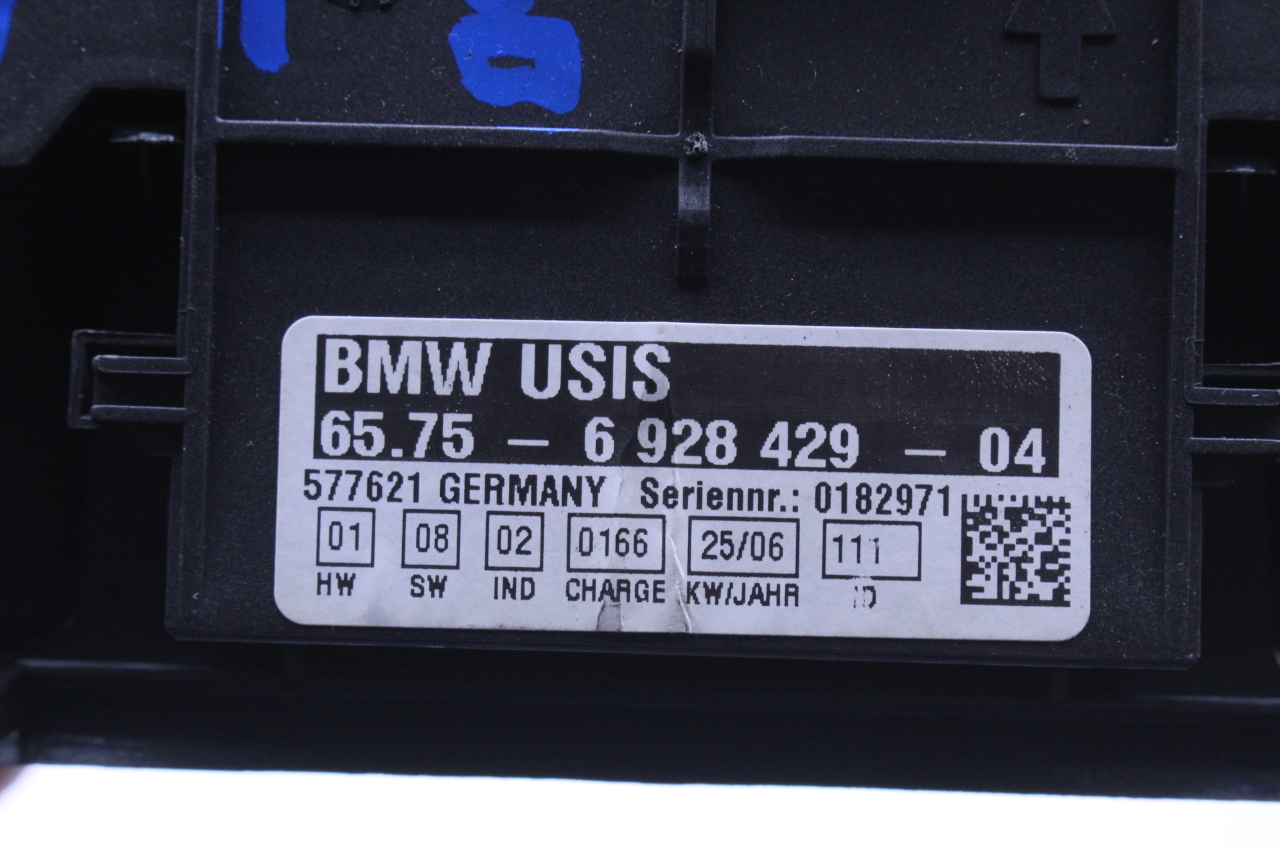 BMW USIS
65.75 – 6 928 429 – 04
577621 GERMANY Seriennr.: 0182971
01 08 02 0166 25/06 111
HW SW IND CHARGE KW/JAHR ID